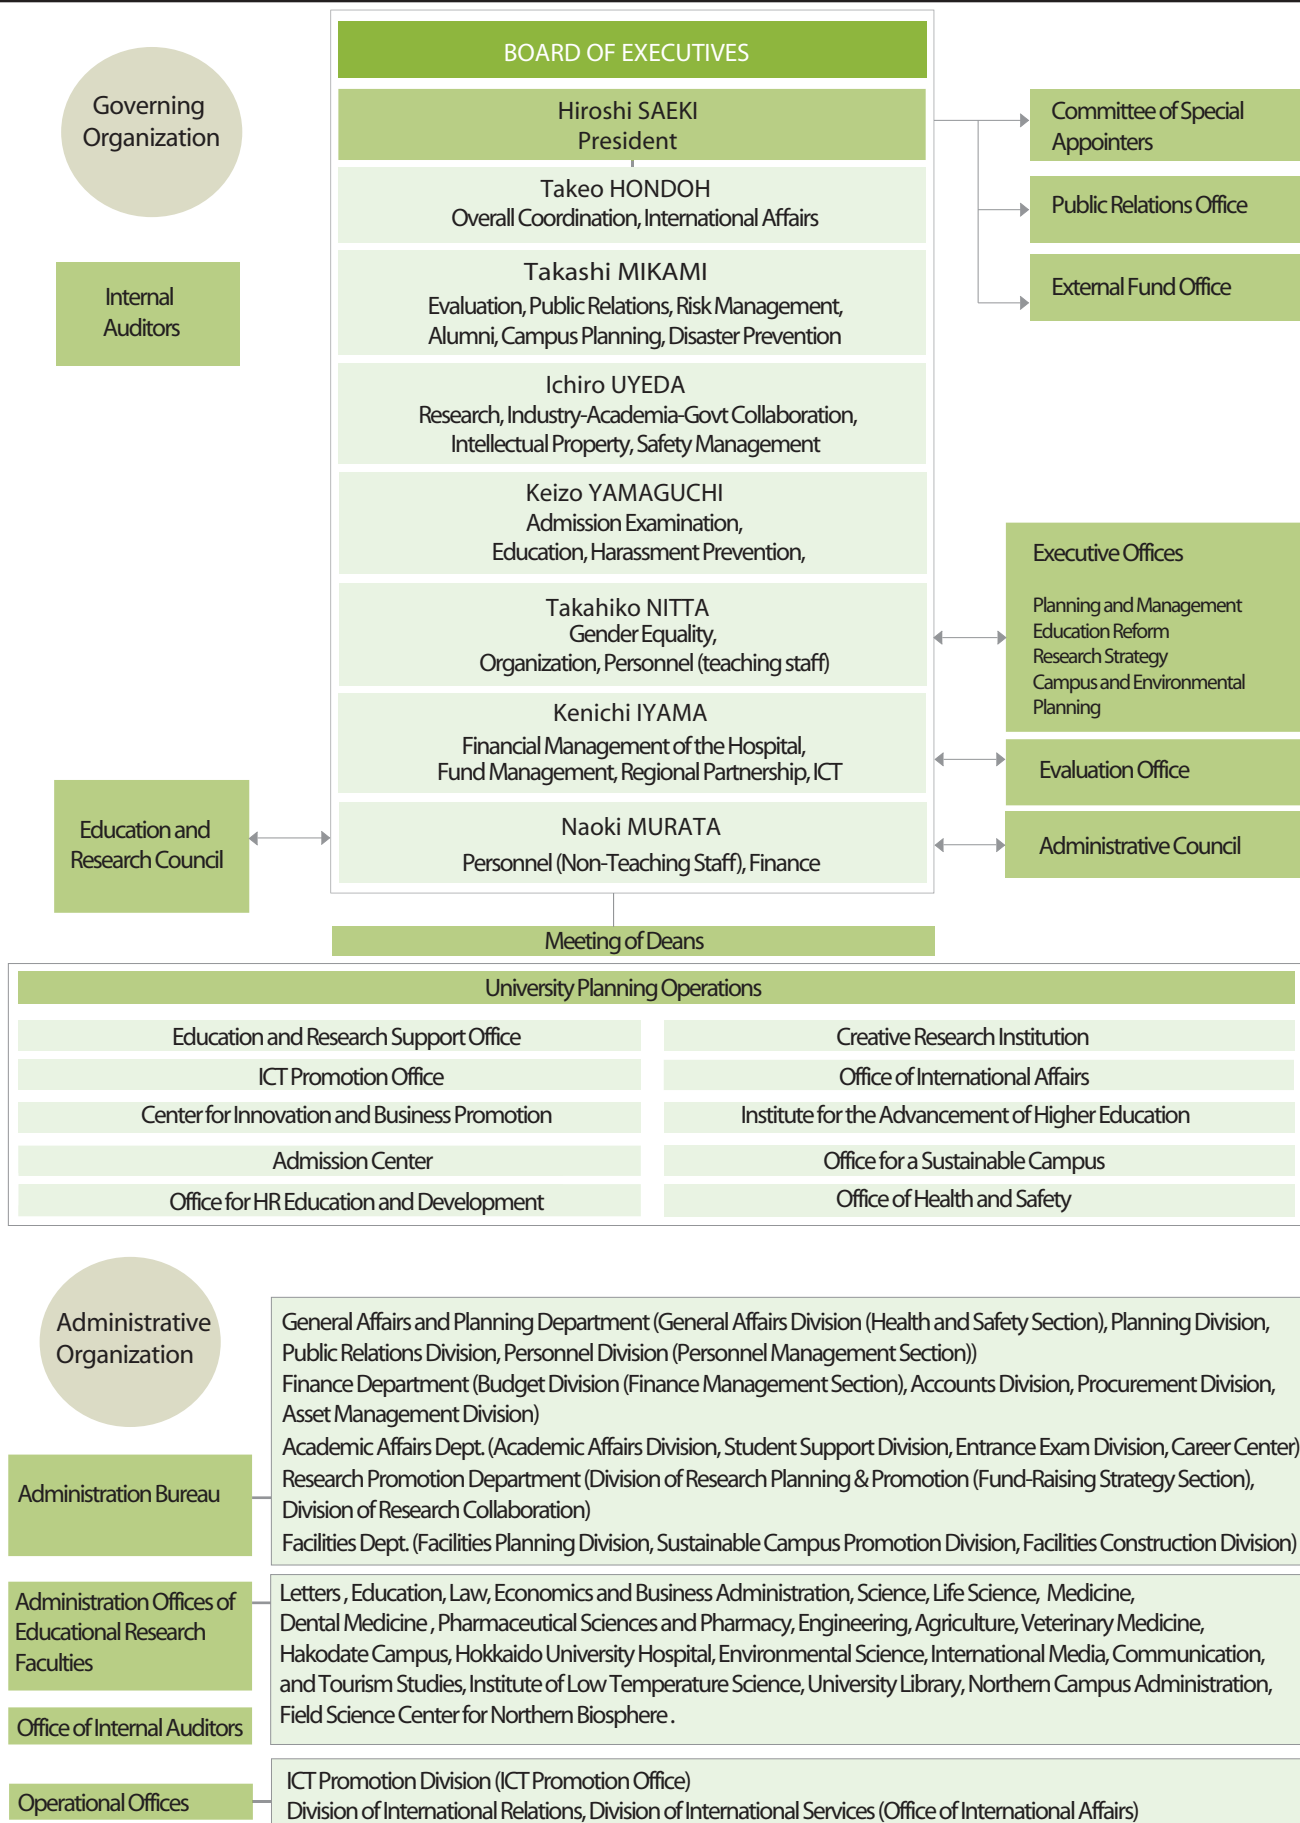 BOARD OF EXECUTIVES
Governing
Organization
Hiroshi SAEKI
President
Committee of Special
Appointers
Takeo HONDOH
Overall Coordination, International Affairs
Public Relations Office
Internal
Auditors
Takashi MIKAMI
Evaluation, Public Relations, Risk Management,
Alumni, Campus Planning, Disaster Prevention
External Fund Office
Ichiro UYEDA
Research, Industry-Academia-Govt Collaboration,
Intellectual Property, Safety Management
Keizo YAMAGUCHI
Admission Examination,
Education, Harassment Prevention,
Executive Offices
Planning and Management
Education Reform
Research Strategy
Campus and Environmental
Planning
Takahiko NITTA
Gender Equality,
Organization, Personnel (teaching staff)
Kenichi IYAMA
Financial Management of the Hospital,
Fund Management, Regional Partnership, ICT
Evaluation Office
Education and
Research Council
Naoki MURATA
Personnel (Non-Teaching Staff), Finance
Administrative Council
Meeting of Deans
University Planning Operations
Education and Research Support Office
Creative Research Institution
ICT Promotion Office
Office of International Affairs
Center for Innovation and Business Promotion
Institute for the Advancement of Higher Education
Admission Center
Office for a Sustainable Campus
Office for HR Education and Development
Office of Health and Safety
Administrative
Organization
Administration Bureau
General Affairs and Planning Department (General Affairs Division (Health and Safety Section), Planning Division,
Public Relations Division, Personnel Division (Personnel Management Section))
Finance Department (Budget Division (Finance Management Section), Accounts Division, Procurement Division,
Asset Management Division)
Academic Affairs Dept. (Academic Affairs Division, Student Support Division, Entrance Exam Division, Career Center)
Research Promotion Department (Division of Research Planning & Promotion (Fund-Raising Strategy Section),
Division of Research Collaboration)
Facilities Dept. (Facilities Planning Division, Sustainable Campus Promotion Division, Facilities Construction Division)
Administration Offices of
Educational Research
Faculties
Letters , Education, Law, Economics and Business Administration, Science, Life Science, Medicine,
Dental Medicine , Pharmaceutical Sciences and Pharmacy, Engineering, Agriculture, Veterinary Medicine,
Hakodate Campus, Hokkaido University Hospital, Environmental Science, International Media, Communication,
and Tourism Studies, Institute of Low Temperature Science, University Library, Northern Campus Administration,
Field Science Center for Northern Biosphere .
Office of Internal Auditors
Operational Offices
ICT Promotion Division (ICT Promotion Office)
Division of International Relations, Division of International Services (Office of International Affairs)